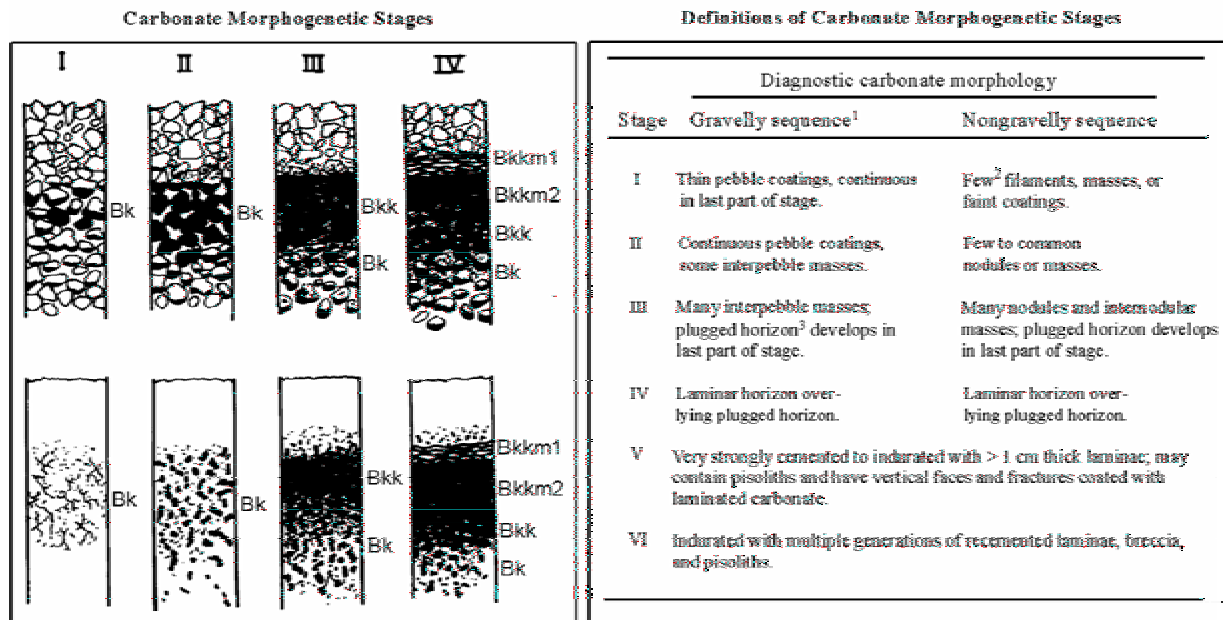 Carbonate Morphogenetic Stages
I II III IV
Bk
Bk
Bkk
Bk
Bkkm1
Bkkm2
Bkk
Bk
Bk
Bk
Bkk
Bk
Bkkm1
Bkkm2
Bkk
Bk
Definitions of Carbonate Morphogenetic Stages
Diagnostic carbonate morphology
Stage Gravelly sequence1 Nongravelly sequence
I Thin pebble coatings, continuous Few2 filaments, masses, or
in last part of stage. faint coatings.
II Continuous pebble coatings, Few to common
some interpebble masses. nodules or masses.
III Many interpebble masses; Many nodules and internodular
plugged horizon3 develops in masses; plugged horizon develops
last part of stage. in last part of stage.
IV Laminar horizon over- Laminar horizon over-
lying plugged horizon. lying plugged horizon.
V Very strongly cemented to indurated with > 1 cm thick laminae; may
contain pisoliths and have vertical faces and fractures coated with
laminated carbonate.
VI Indurated with multiple generations of recemented laminae, breccia,
and pisoliths.